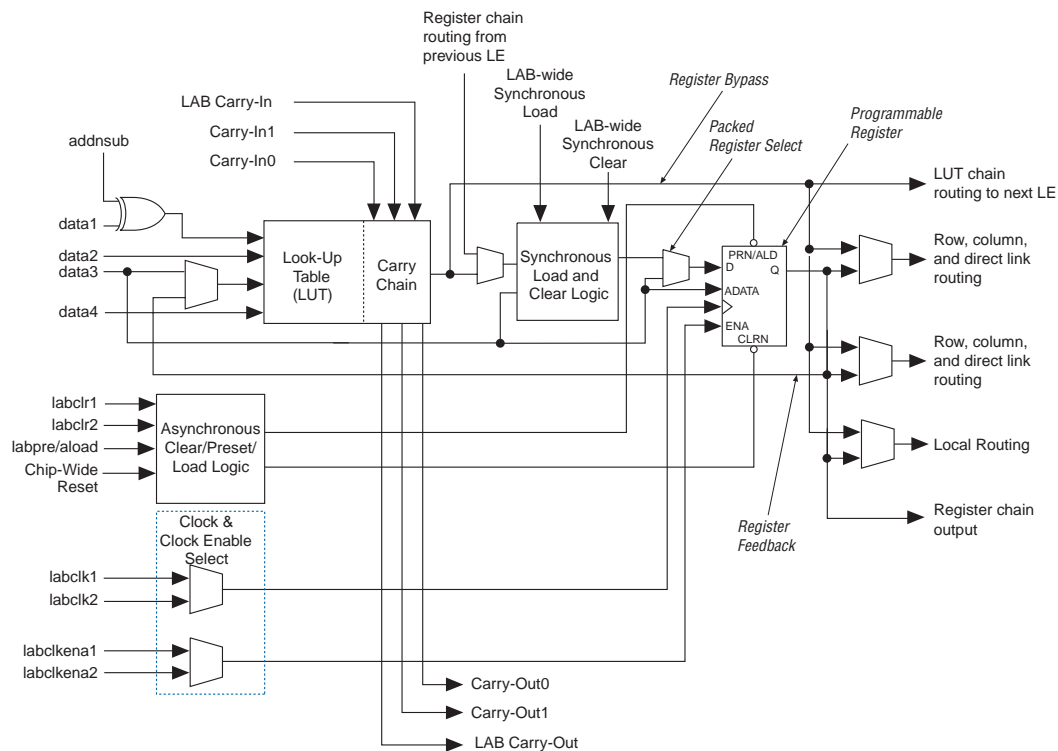 Register chain
routing from
previous LE
LAB-wide
Synchronous
Load
Register Bypass
Programmable
Register
LAB Carry-In
LAB-wide
Synchronous
Clear
Packed
Register Select
Carry-In1
addnsub
Carry-In0
LUT chain
routing to next LE
data1
data2
data3
data4
Look-Up
Table
(LUT)
Carry
Chain
Synchronous
Load and
Clear Logic
PRN/ALD
D
Q
ADATA
ENA
CLRN
Row, column,
and direct link
routing
Row, column,
and direct link
routing
labclr1
labclr2
labpre/aload
Chip-Wide
Reset
Asynchronous
Clear/Preset/
Load Logic
Local Routing
Register chain
output
Register
Feedback
Clock &
Clock Enable
Select
labclk1
labclk2
labclkena1
labclkena2
Carry-Out0
Carry-Out1
LAB Carry-Out